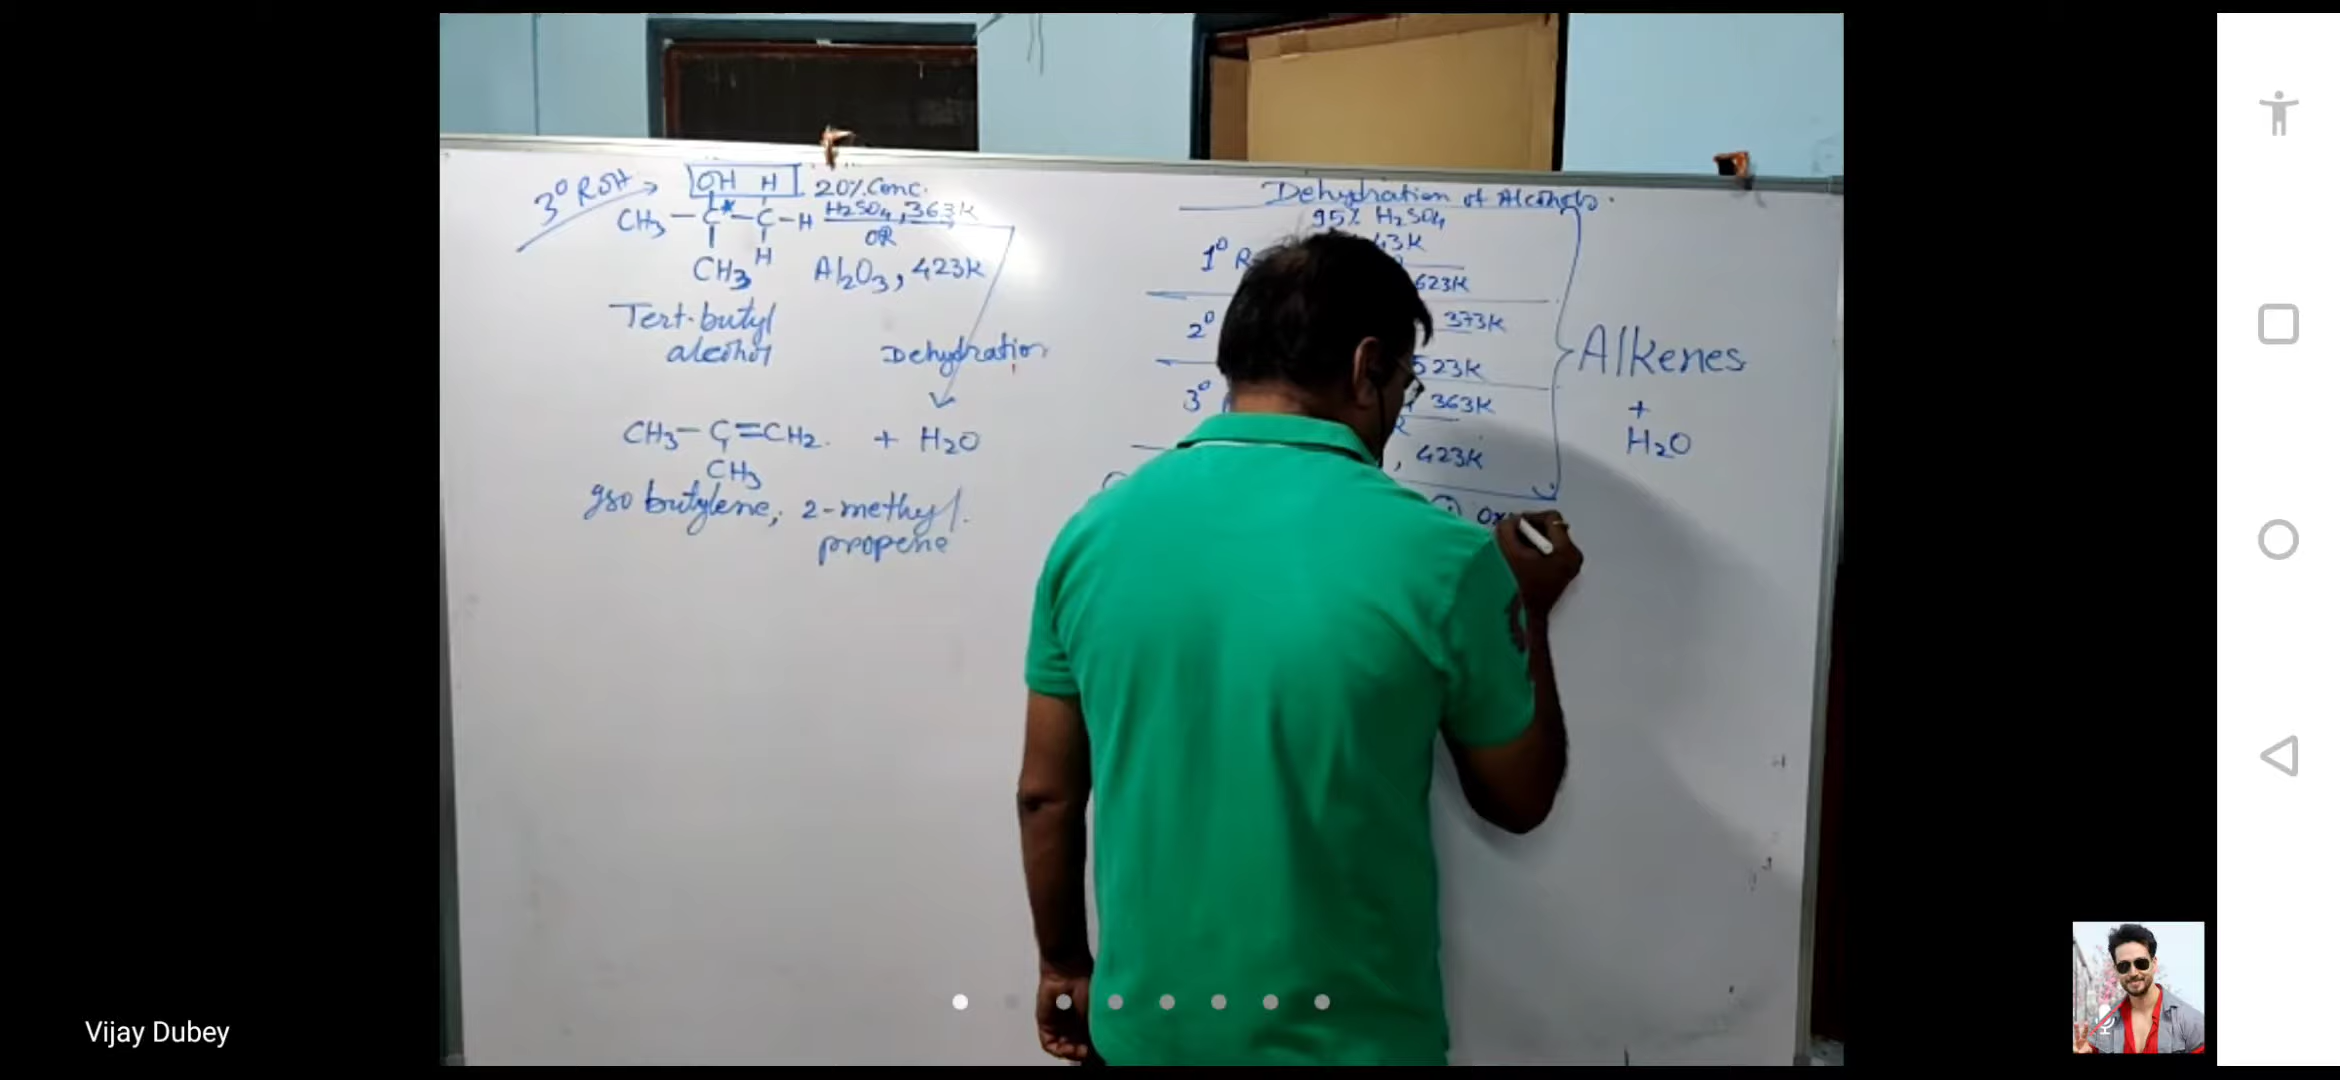 3° ROH →
OH H 20% Conc.
CH3 – C* – C – H H2SO4, 363K
OR
H
CH3 Al2O3, 423K
Tert-butyl
alcohol
Dehydration
CH3 – C = CH2. + H2O
CH3
Iso butylene, 2-methyl.
propene
Dehydration of Alcohols.
95% H2SO4
43K
1° R
623K
2° 373K
523K
3° 363K
, 423K
Alkenes
+
H2O
Vijay Dubey